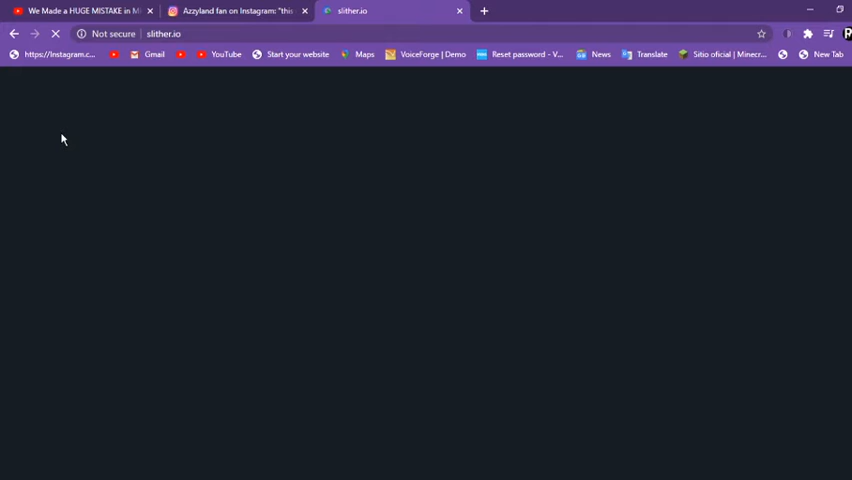 We Made a HUGE MISTAKE in M
Azzyland fan on Instagram: "this
slither.io
Not secure
slither.io
https://Instagram.c...
Gmail
YouTube
Start your website
Maps
VoiceForge | Demo
Reset password - V...
News
Translate
Sitio oficial | Minecr...
New Tab